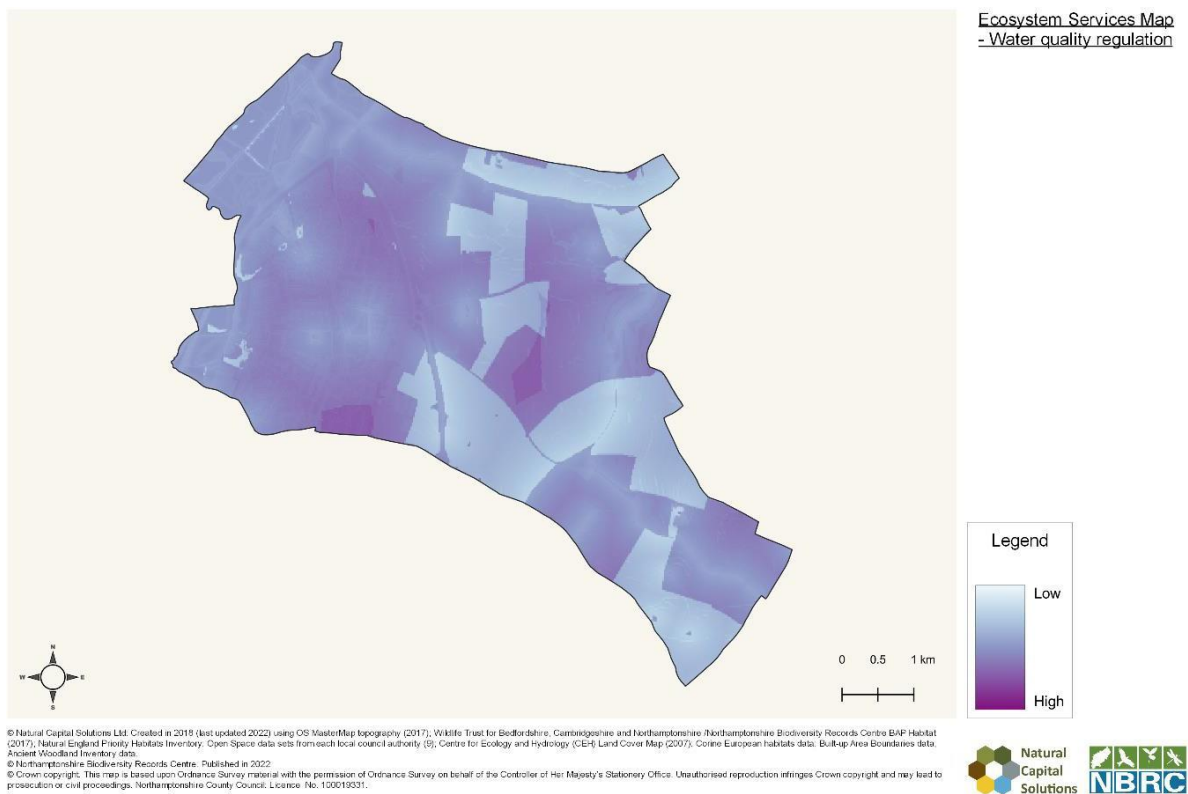 Ecosystem Services Map
- Water quality regulation
Legend
Low
High
N
W
E
S
0 0.5 1 km
© Natural Capital Solutions Ltd. Created in 2018 (last updated 2022) using OS MasterMap topography (2017); Wildlife Trust for Bedfordshire, Cambridgeshire and Northamptonshire /Northamptonshire Biodiversity Records Centre BAP Habitat
(2017); Natural England Priority Habitats Inventory; Open Space data sets from each local council authority (9); Centre for Ecology and Hydrology (CEH) Land Cover Map (2007); Corine European habitats data; Built-up Area Boundaries data;
Ancient Woodland Inventory data.
© Northamptonshire Biodiversity Records Centre. Published in 2022
© Crown copyright. This map is based upon Ordnance Survey material with the permission of Ordnance Survey on behalf of the Controller of Her Majesty's Stationery Office. Unauthorised reproduction infringes Crown copyright and may lead to
prosecution or civil proceedings. Northamptonshire County Council: Licence No. 100019331.
Natural
Capital
Solutions
NBRC